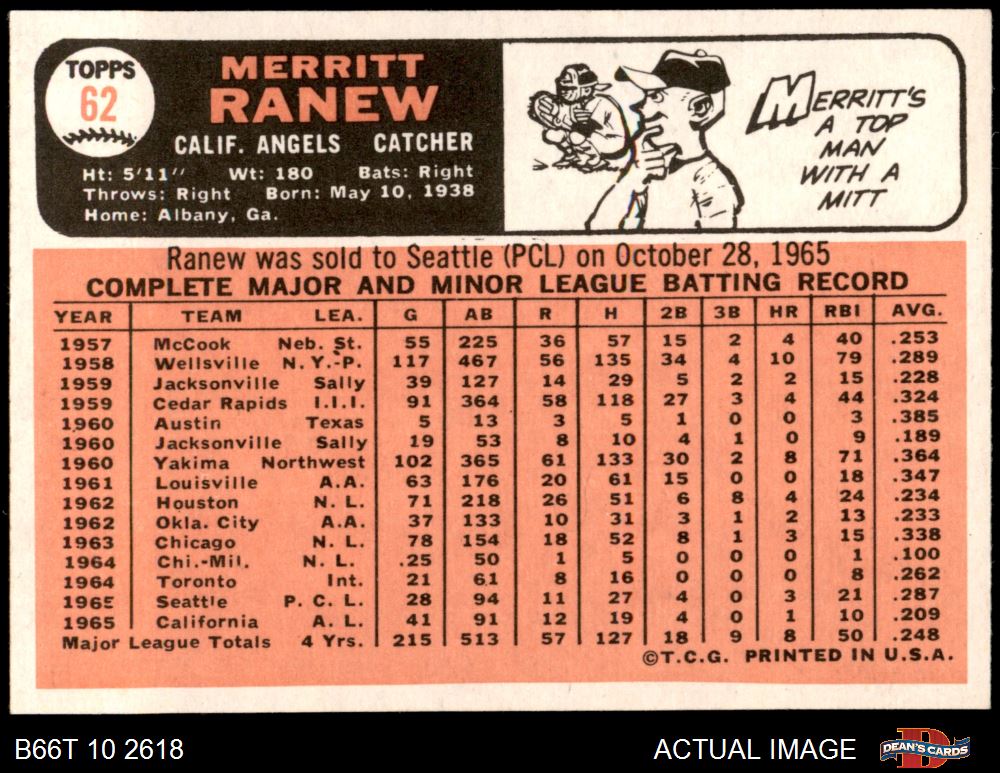 TOPPS
62
MERRITT
RANEW
CALIF. ANGELS CATCHER
Ht: 5'11" Wt: 180 Bats: Right
Throws: Right Born: May 10, 1938
Home: Albany, Ga.
MERRITT'S
A TOP
MAN
WITH A
MITT
Ranew was sold to Seattle (PCL) on October 28, 1965
COMPLETE MAJOR AND MINOR LEAGUE BATTING RECORD
YEAR TEAM LEA. G AB R H 2B 3B HR RBI AVG.
1957 McCook Neb. St. 55 225 36 57 15 2 4 40 .253
1958 Wellsville N.Y.-P. 117 467 56 135 34 4 10 79 .289
1959 Jacksonville Sally 39 127 14 29 5 2 2 15 .228
1959 Cedar Rapids I.I.I. 91 364 58 118 27 3 4 44 .324
1960 Austin Texas 5 13 3 5 1 0 0 3 .385
1960 Jacksonville Sally 19 53 8 10 4 1 0 9 .189
1960 Yakima Northwest 102 365 61 133 30 2 8 71 .364
1961 Louisville A.A. 63 176 20 61 15 0 0 18 .347
1962 Houston N. L. 71 218 26 51 6 8 4 24 .234
1962 Okla. City A.A. 37 133 10 31 3 1 2 13 .233
1963 Chicago N. L. 78 154 18 52 8 1 3 15 .338
1964 Chi.-Mil. N. L. .25 50 1 5 0 0 0 1 .100
1964 Toronto Int. 21 61 8 16 0 0 0 8 .262
1965 Seattle P. C. L. 28 94 11 27 4 0 3 21 .287
1965 California A. L. 41 91 12 19 4 0 1 10 .209
Major League Totals 4 Yrs. 215 513 57 127 18 9 8 50 .248
©T.C.G. PRINTED IN U.S.A.
B66T 10 2618 ACTUAL IMAGE DEAN'S CARDS